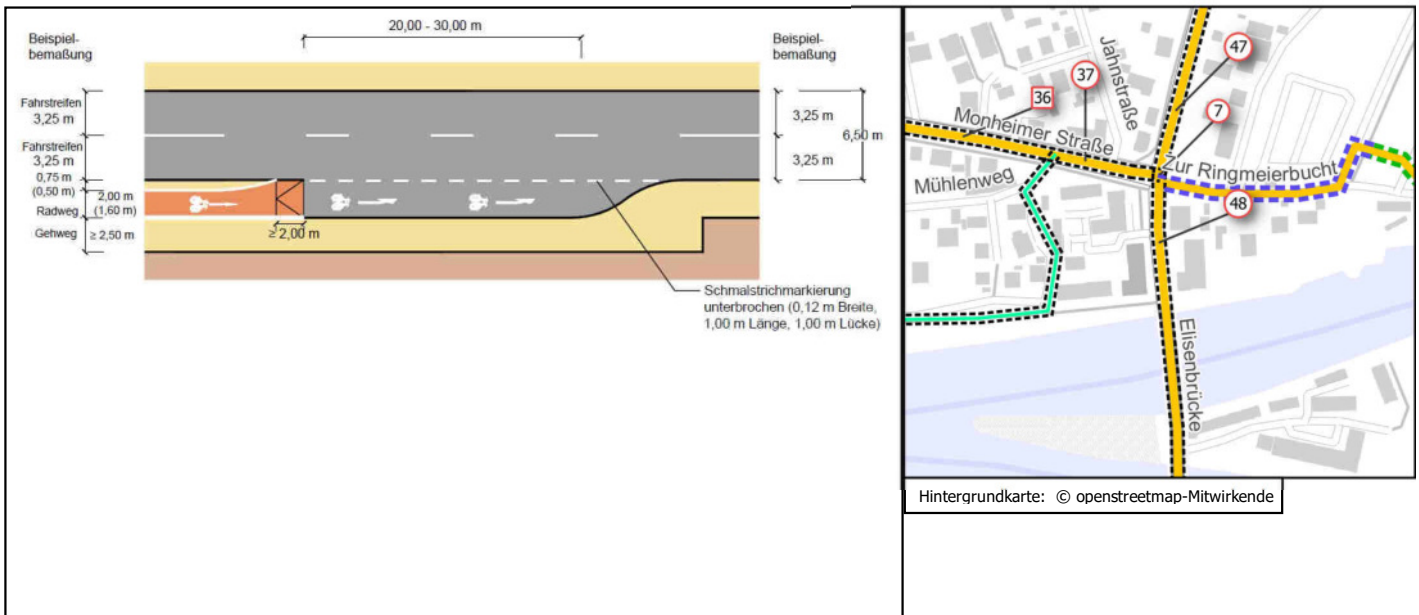 20,00 - 30,00 m
Beispiel-
bemaßung
Fahrstreifen
3,25 m
Fahrstreifen
3,25 m
0,75 m
(0,50 m)
2,00 m
(1,60 m)
Radweg
Gehweg
≥ 2,50 m
≥ 2,00 m
Beispiel-
bemaßung
3,25 m
6,50 m
3,25 m
Schmalstrichmarkierung
unterbrochen (0,12 m Breite,
1,00 m Länge, 1,00 m Lücke)
47
37
36
7
48
Jahnstraße
Monheimer Straße
Mühlenweg
Zur Ringmeierbucht
Elisenbrücke
Hintergrundkarte: © openstreetmap-Mitwirkende